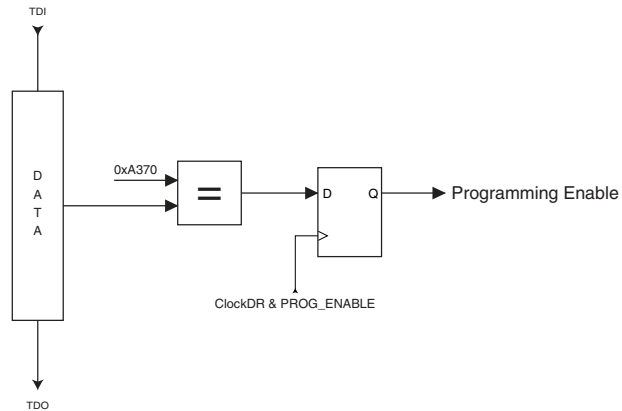 TDI
D
A
T
A
0xA370
=
D
Q
Programming Enable
ClockDR & PROG_ENABLE
TDO